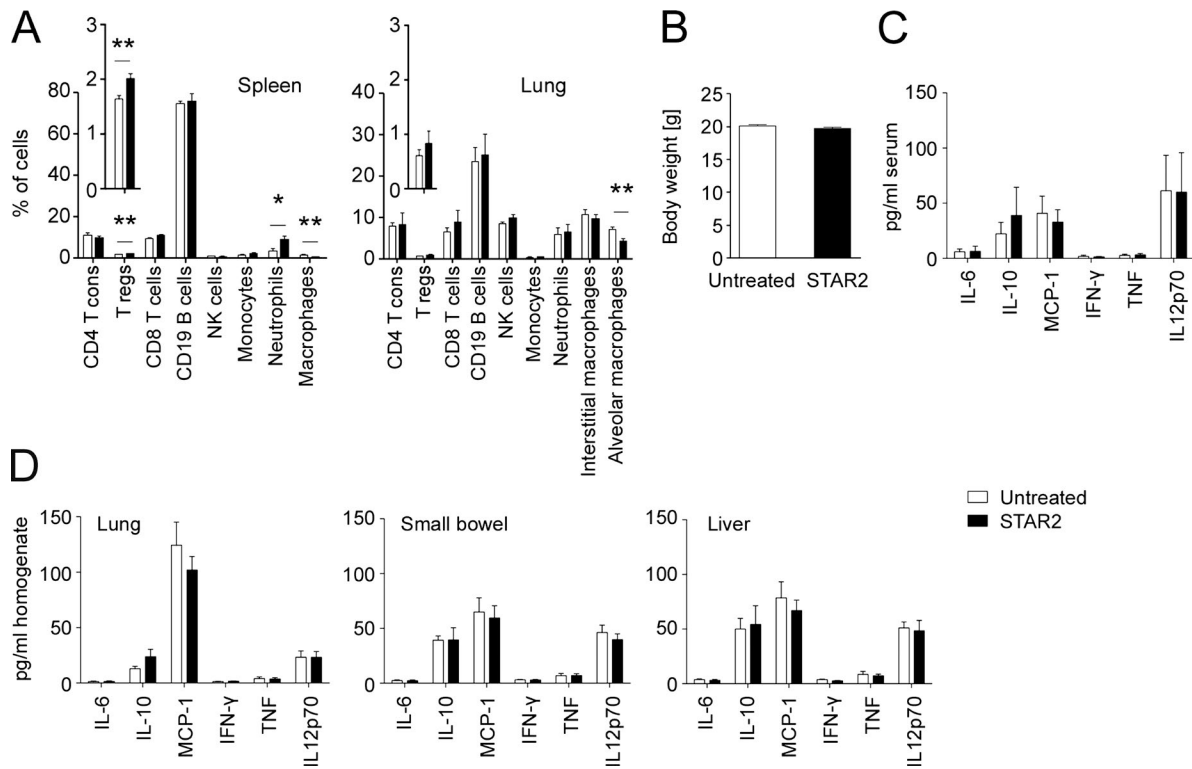 A
% of cells
Spleen
3
2
1
0
80
60
40
20
0
**
**
*
**
CD4 T cons
T regs
CD8 T cells
CD19 B cells
NK cells
Monocytes
Neutrophils
Macrophages
Lung
3
2
1
0
40
30
20
10
0
**
CD4 T cons
T regs
CD8 T cells
CD19 B cells
NK cells
Monocytes
Neutrophils
Interstitial macrophages
Alveolar macrophages
B
Body weight [g]
25
20
15
10
5
0
Untreated STAR2
C
pg/ml serum
150
100
50
0
IL-6
IL-10
MCP-1
IFN-γ
TNF
IL12p70
D
pg/ml homogenate
Lung
150
100
50
0
IL-6
IL-10
MCP-1
IFN-γ
TNF
IL12p70
Small bowel
150
100
50
0
IL-6
IL-10
MCP-1
IFN-γ
TNF
IL12p70
Liver
150
100
50
0
IL-6
IL-10
MCP-1
IFN-γ
TNF
IL12p70
Untreated
STAR2